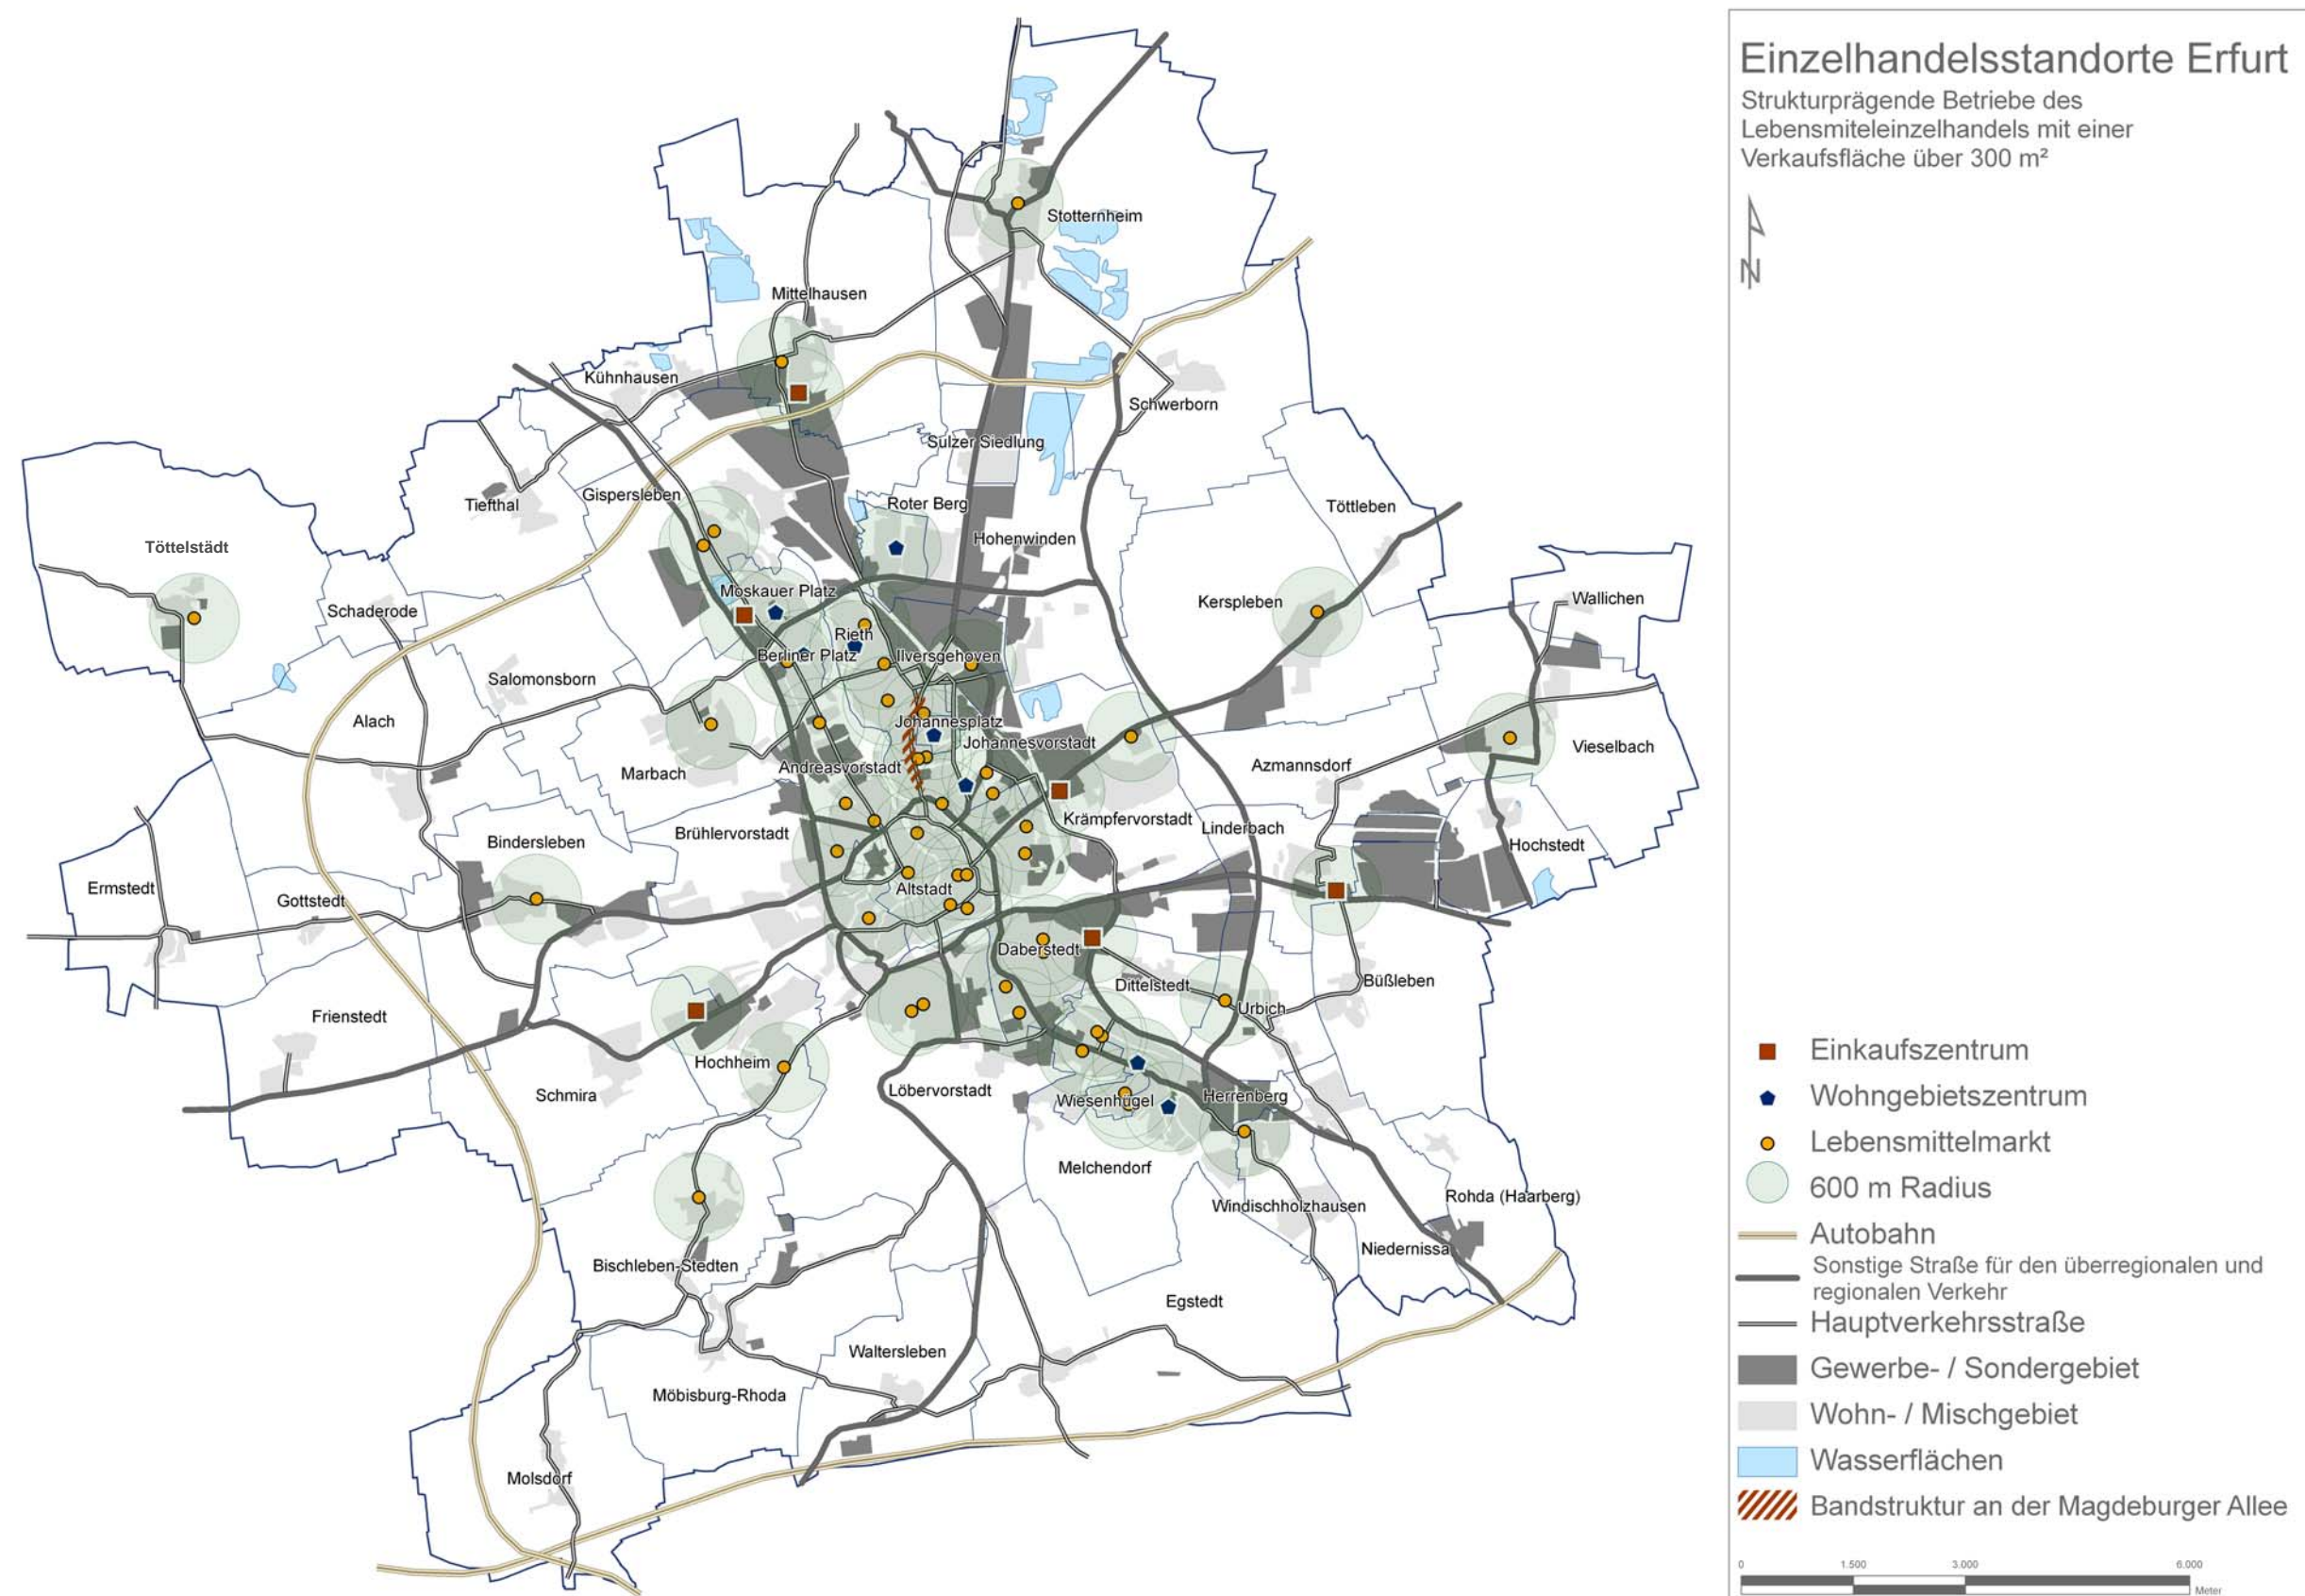 Einzelhandelsstandorte Erfurt
Strukturprägende Betriebe des
Lebensmiteleinzelhandels mit einer
Verkaufsfläche über 300 m²
N
Stotternheim
Mittelhausen
Kühnhausen
Schwerborn
Sulzer Siedlung
Tiefthal
Gispersleben
Roter Berg
Töttleben
Hohenwinden
Töttelstädt
Moskauer Platz
Schaderode
Kerspleben
Wallichen
Rieth
Berliner Platz
Ilversgehoven
Salomonsborn
Alach
Johannesplatz
Johannesvorstadt
Vieselbach
Marbach
Andreasvorstadt
Azmannsdorf
Brühlervorstadt
Krämpfervorstadt
Linderbach
Bindersleben
Hochstedt
Ermstedt
Gottstedt
Altstadt
Daberstedt
Dittelstedt
Büßleben
Frienstedt
Urbich
Hochheim
Schmira
Löbervorstadt
Wiesenhügel
Herrenberg
Melchendorf
Windischholzhausen
Rohda (Haarberg)
Niedernissa
Bischleben-Stedten
Egstedt
Waltersleben
Möbisburg-Rhoda
Molsdorf
Einkaufszentrum
Wohngebietszentrum
Lebensmittelmarkt
600 m Radius
Autobahn
Sonstige Straße für den überregionalen und
regionalen Verkehr
Hauptverkehrsstraße
Gewerbe- / Sondergebiet
Wohn- / Mischgebiet
Wasserflächen
Bandstruktur an der Magdeburger Allee
0 1.500 3.000 6.000
Meter